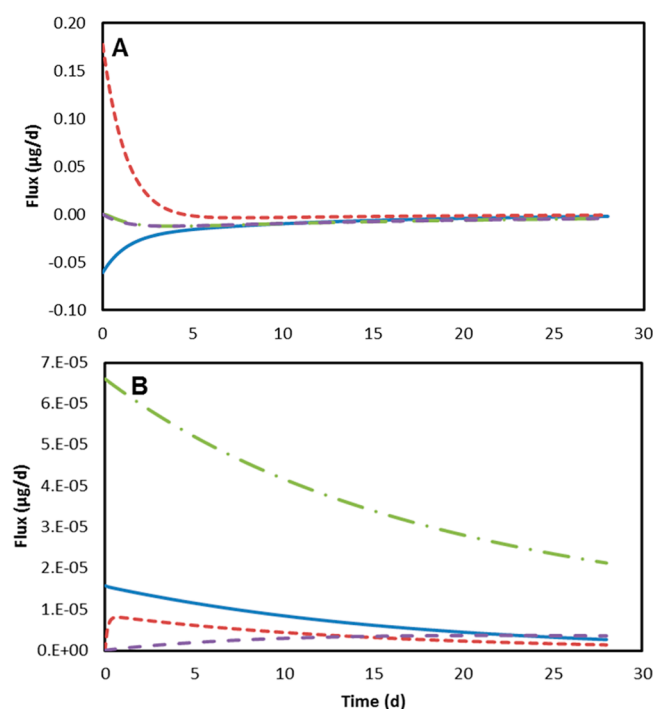 0.20
A
0.15
0.10
0.05
0.00
-0.05
-0.10
Flux (µg/d)
0 5 10 15 20 25 30
7.E-05
B
6.E-05
5.E-05
4.E-05
3.E-05
2.E-05
1.E-05
0.E+00
Flux (µg/d)
0 5 10 15 20 25 30
Time (d)